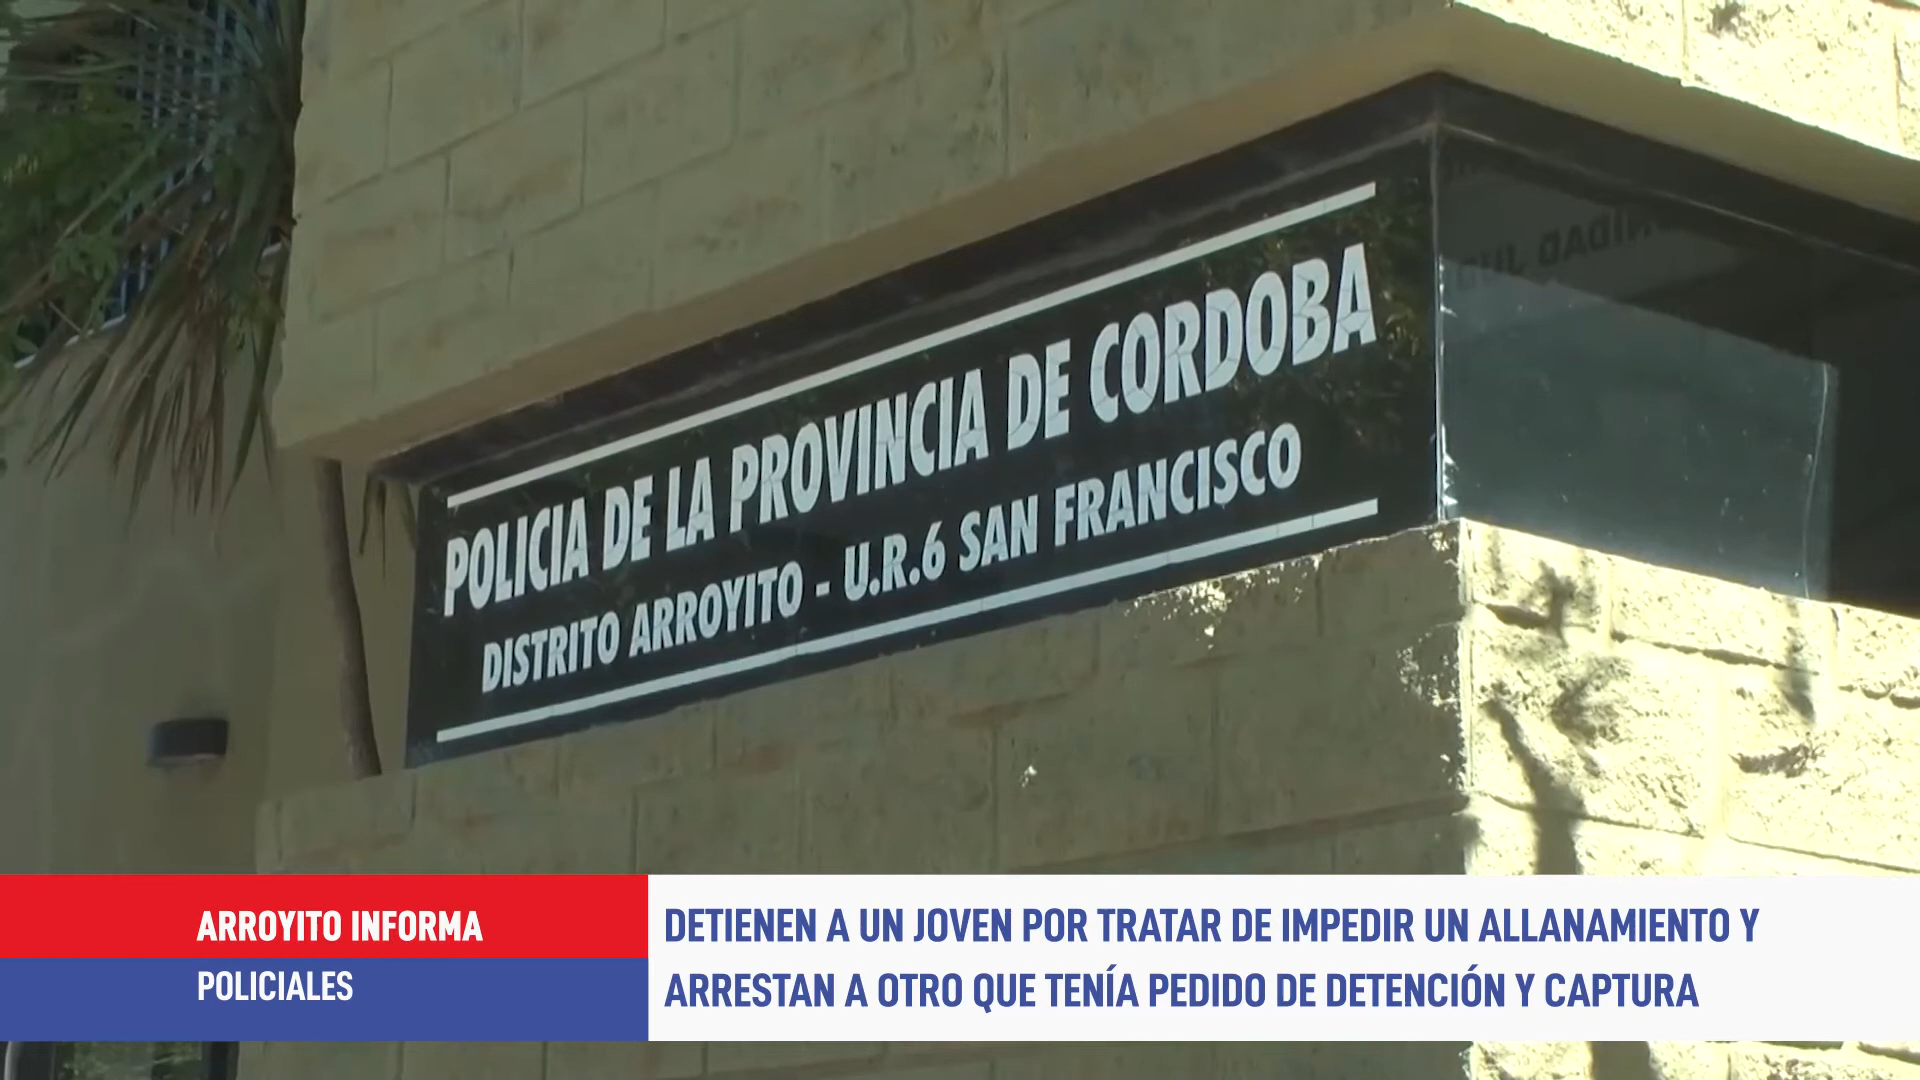 POLICIA DE LA PROVINCIA DE CORDOBA
DISTRITO ARROYITO - U.R.6 SAN FRANCISCO
ARROYITO INFORMA
POLICIALES
DETIENEN A UN JOVEN POR TRATAR DE IMPEDIR UN ALLANAMIENTO Y
ARRESTAN A OTRO QUE TENÍA PEDIDO DE DETENCIÓN Y CAPTURA